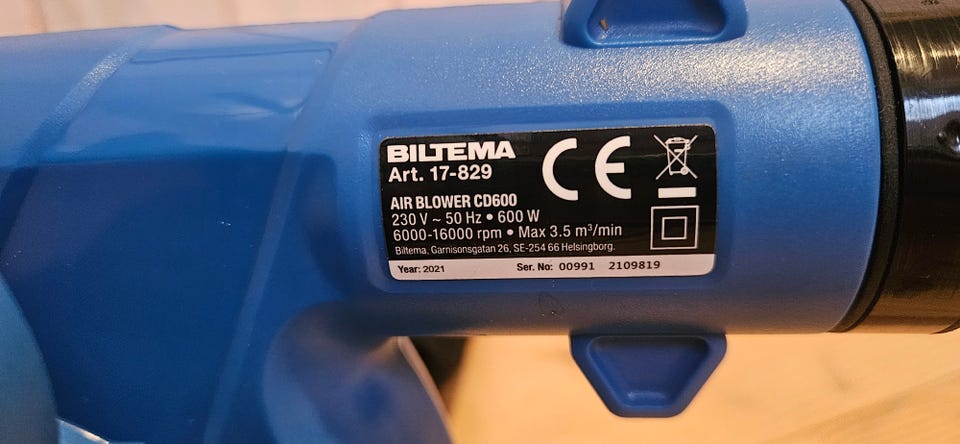 BILTEMA
Art. 17-829
CE
AIR BLOWER CD600
230 V ~ 50 Hz • 600 W
6000-16000 rpm • Max 3.5 m³/min
Biltema, Garnisonsgatan 26, SE-254 66 Helsingborg.
Year: 2021 Ser. No: 00991 2109819